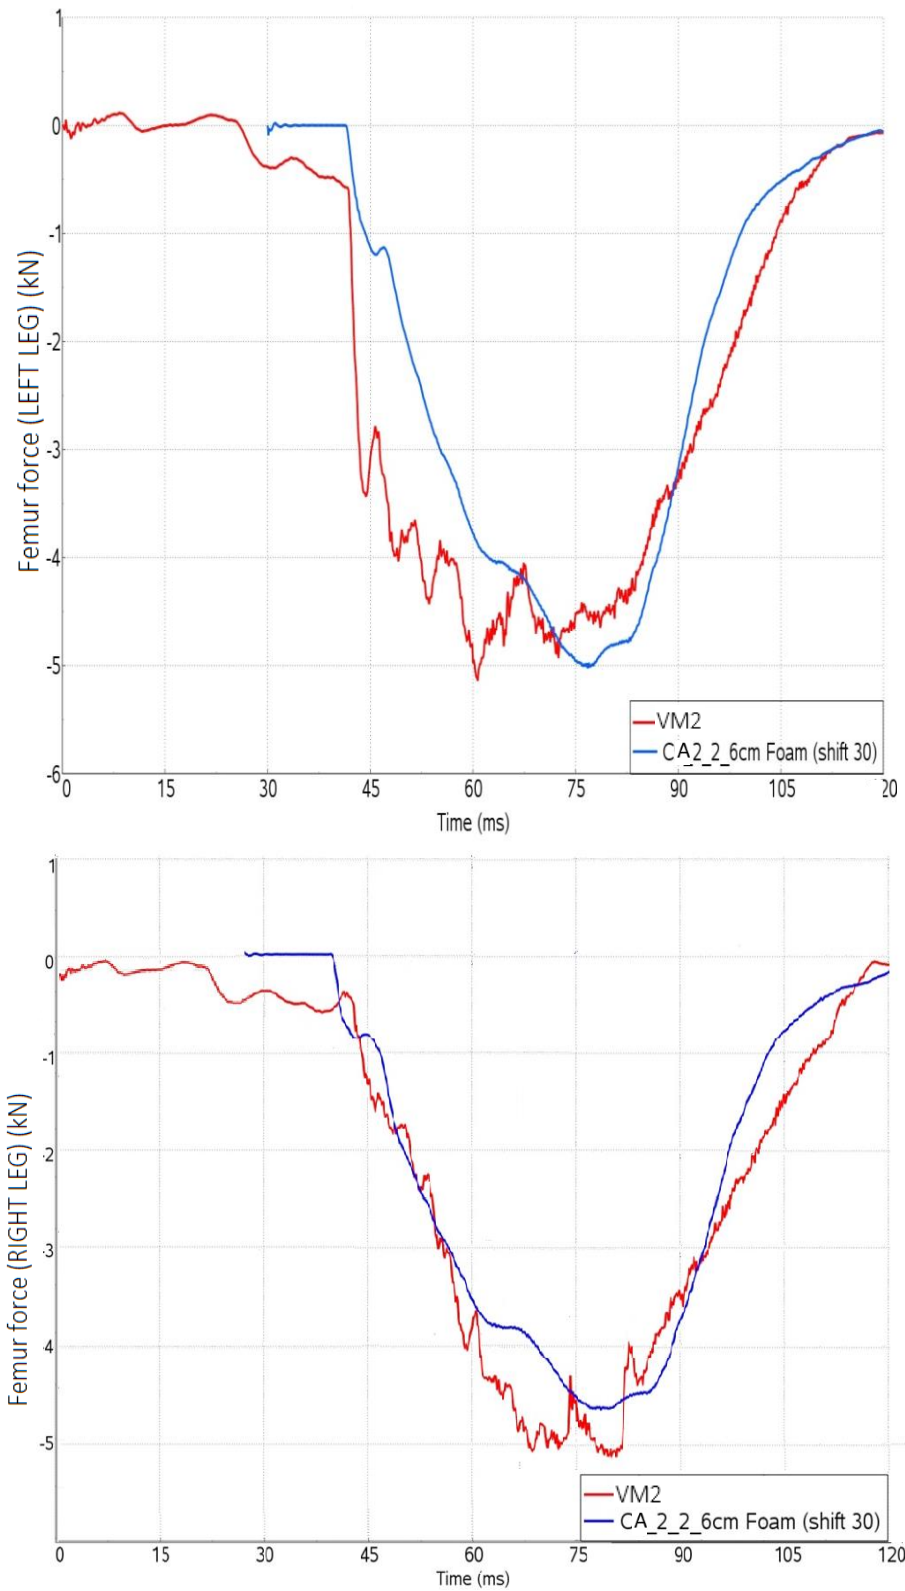 1
0
-1
-2
-3
-4
-5
-6
Femur force (LEFT LEG) (kN)
VM2
CA2_2_6cm Foam (shift 30)
0 15 30 45 60 75 90 105 20
Time (ms)
1
0
-1
-2
-3
-4
-5
Femur force (RIGHT LEG) (kN)
VM2
CA_2_2_6cm Foam (shift 30)
0 15 30 45 60 75 90 105 120
Time (ms)